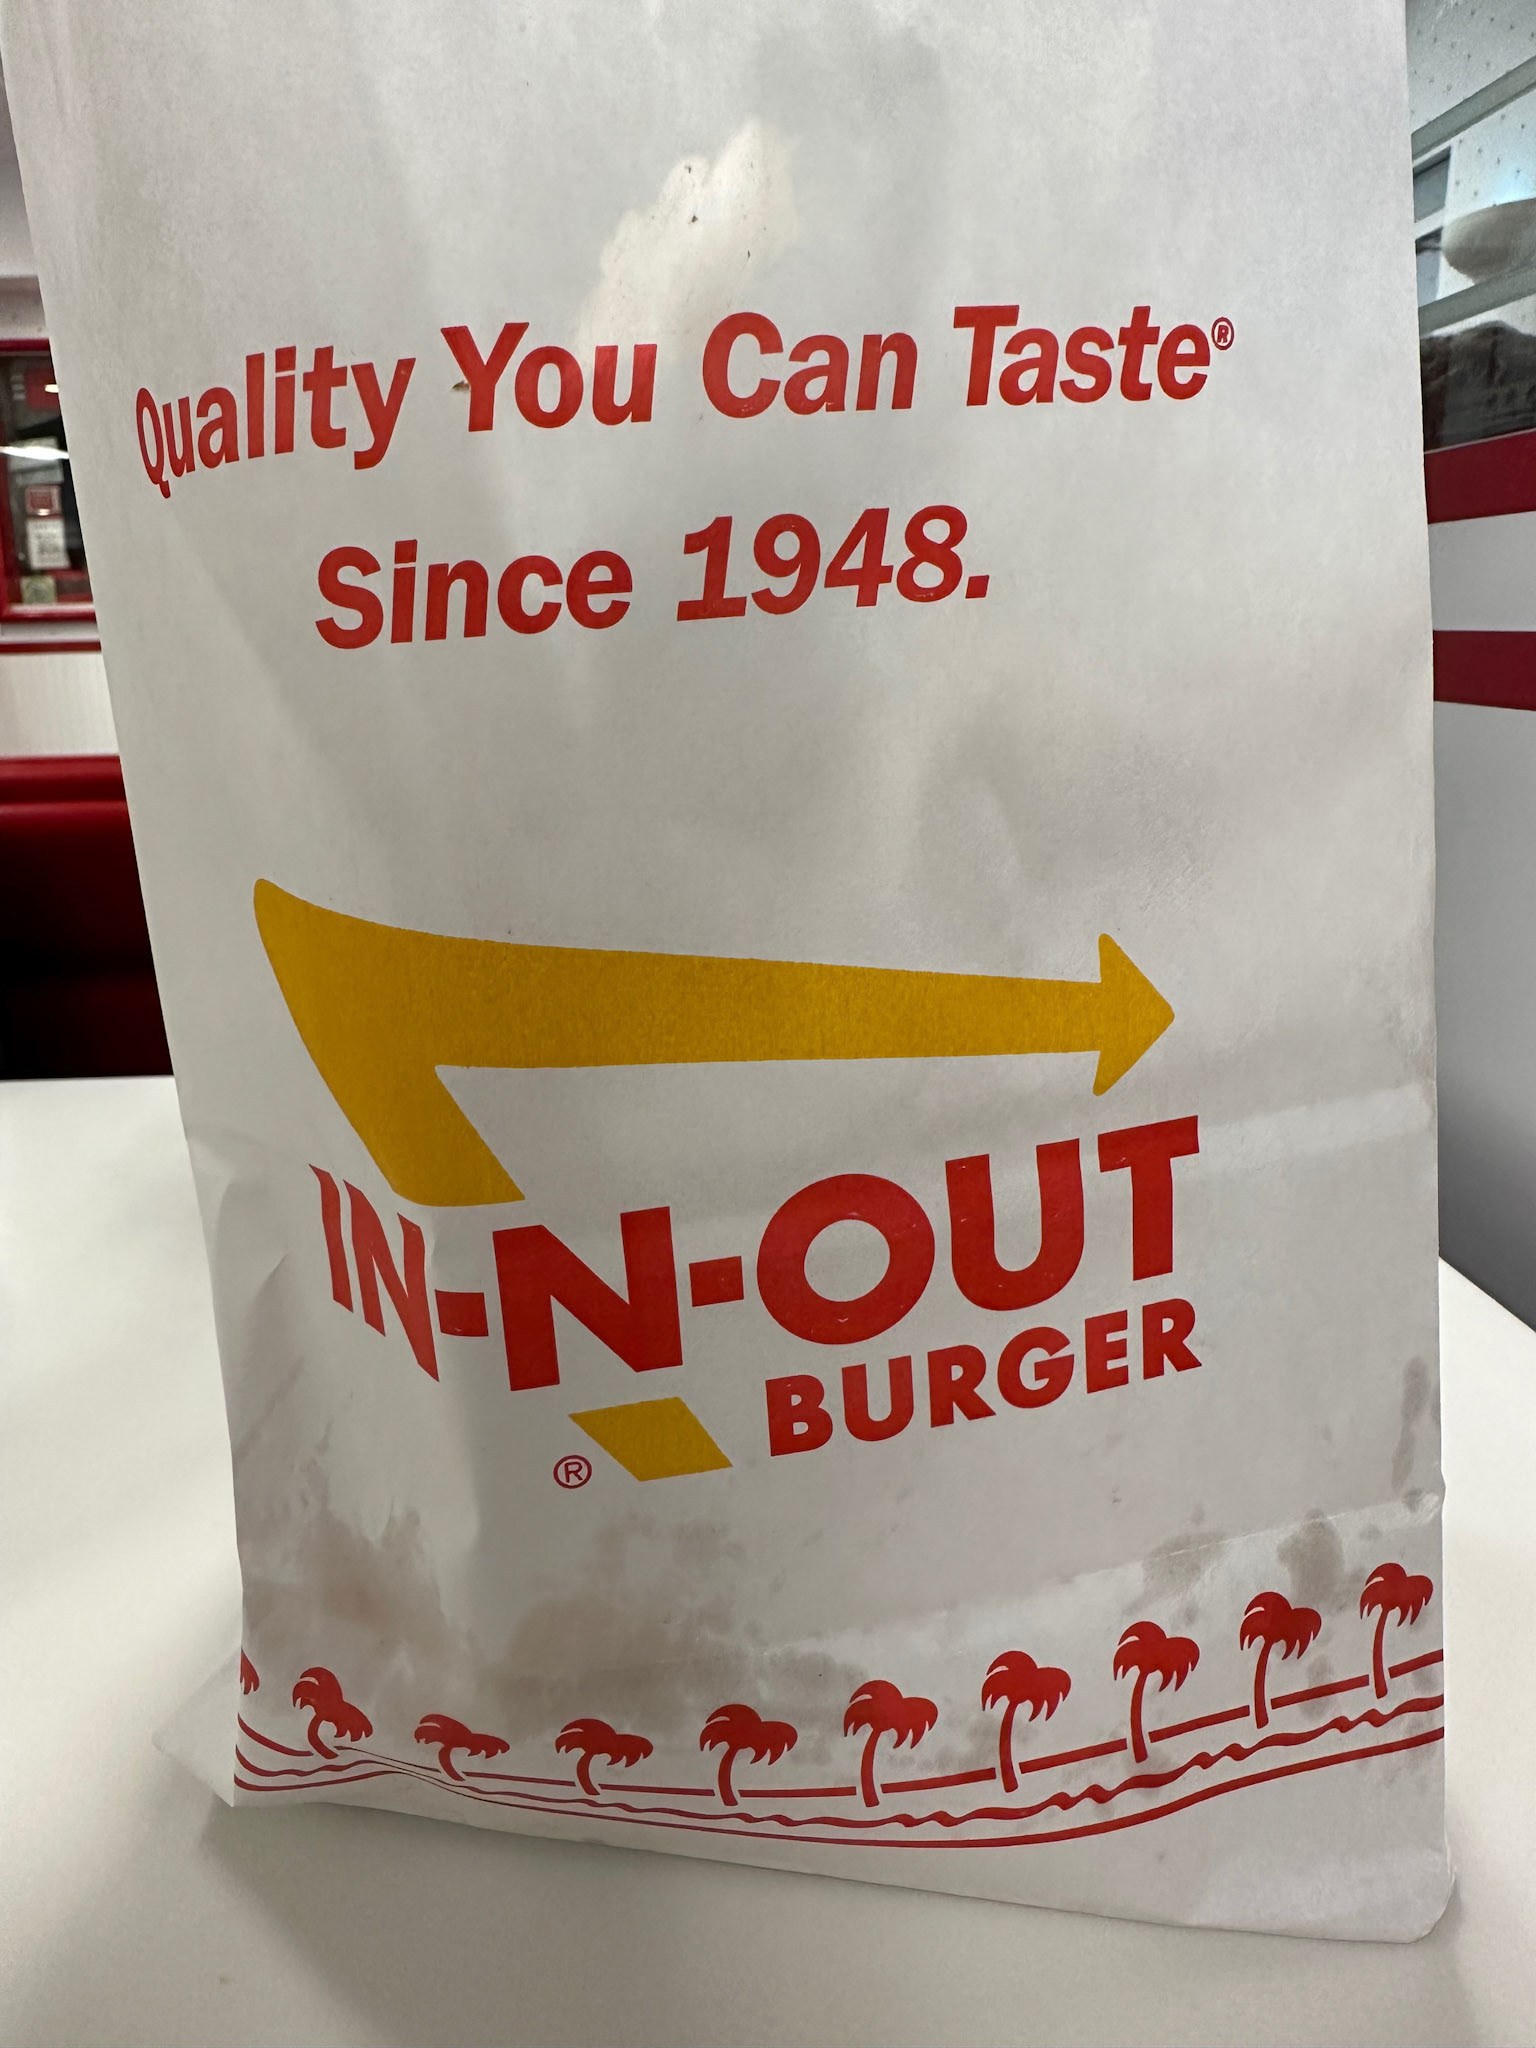 Quality You Can Taste®
Since 1948.
IN-N-OUT
BURGER
®